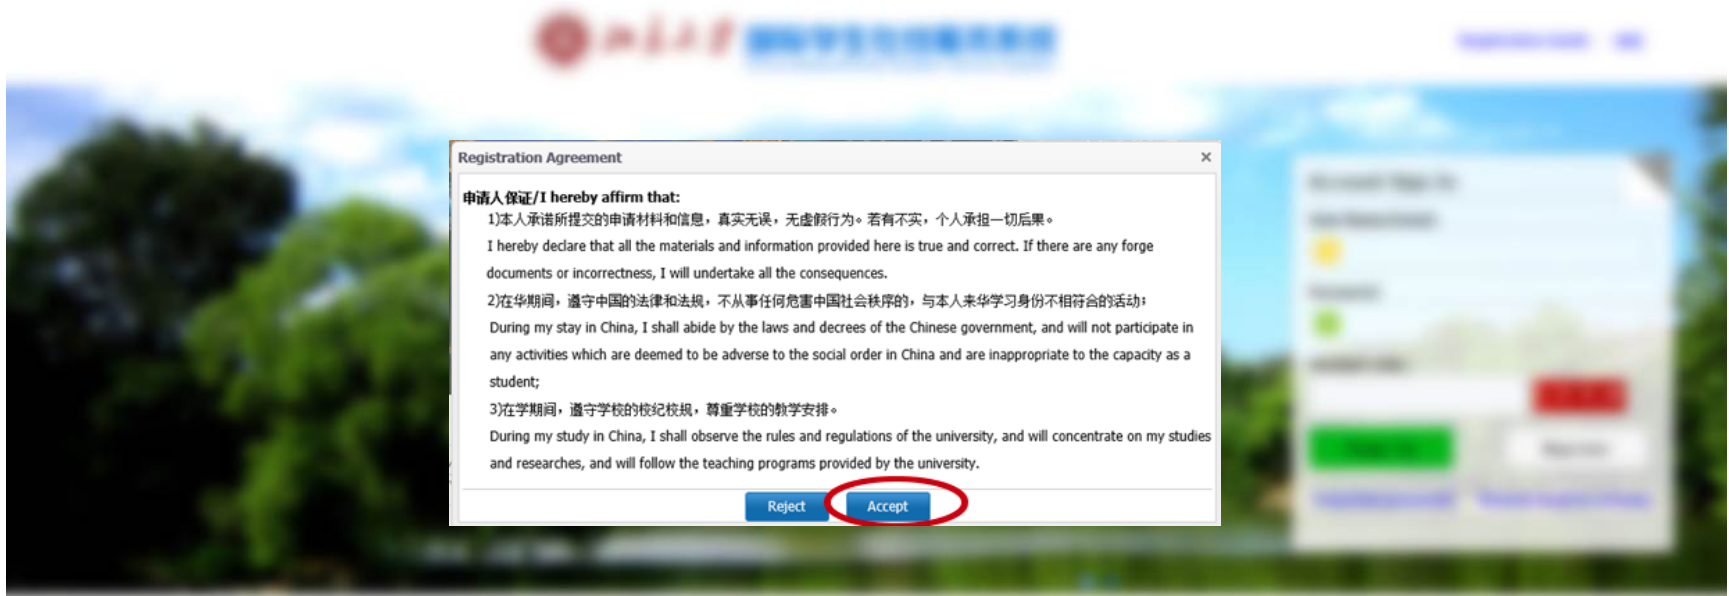 Registration Agreement
×
申请人保证/I hereby affirm that:
1)本人承诺所提交的申请材料和信息，真实无误，无虚假行为。若有不实，个人承担一切后果。
I hereby declare that all the materials and information provided here is true and correct. If there are any forge
documents or incorrectness, I will undertake all the consequences.
2)在华期间，遵守中国的法律和法规，不从事任何危害中国社会秩序的，与本人来华学习身份不相符合的活动；
During my stay in China, I shall abide by the laws and decrees of the Chinese government, and will not participate in
any activities which are deemed to be adverse to the social order in China and are inappropriate to the capacity as a
student;
3)在学期间，遵守学校的校纪校规，尊重学校的教学安排。
During my study in China, I shall observe the rules and regulations of the university, and will concentrate on my studies
and researches, and will follow the teaching programs provided by the university.
Reject Accept